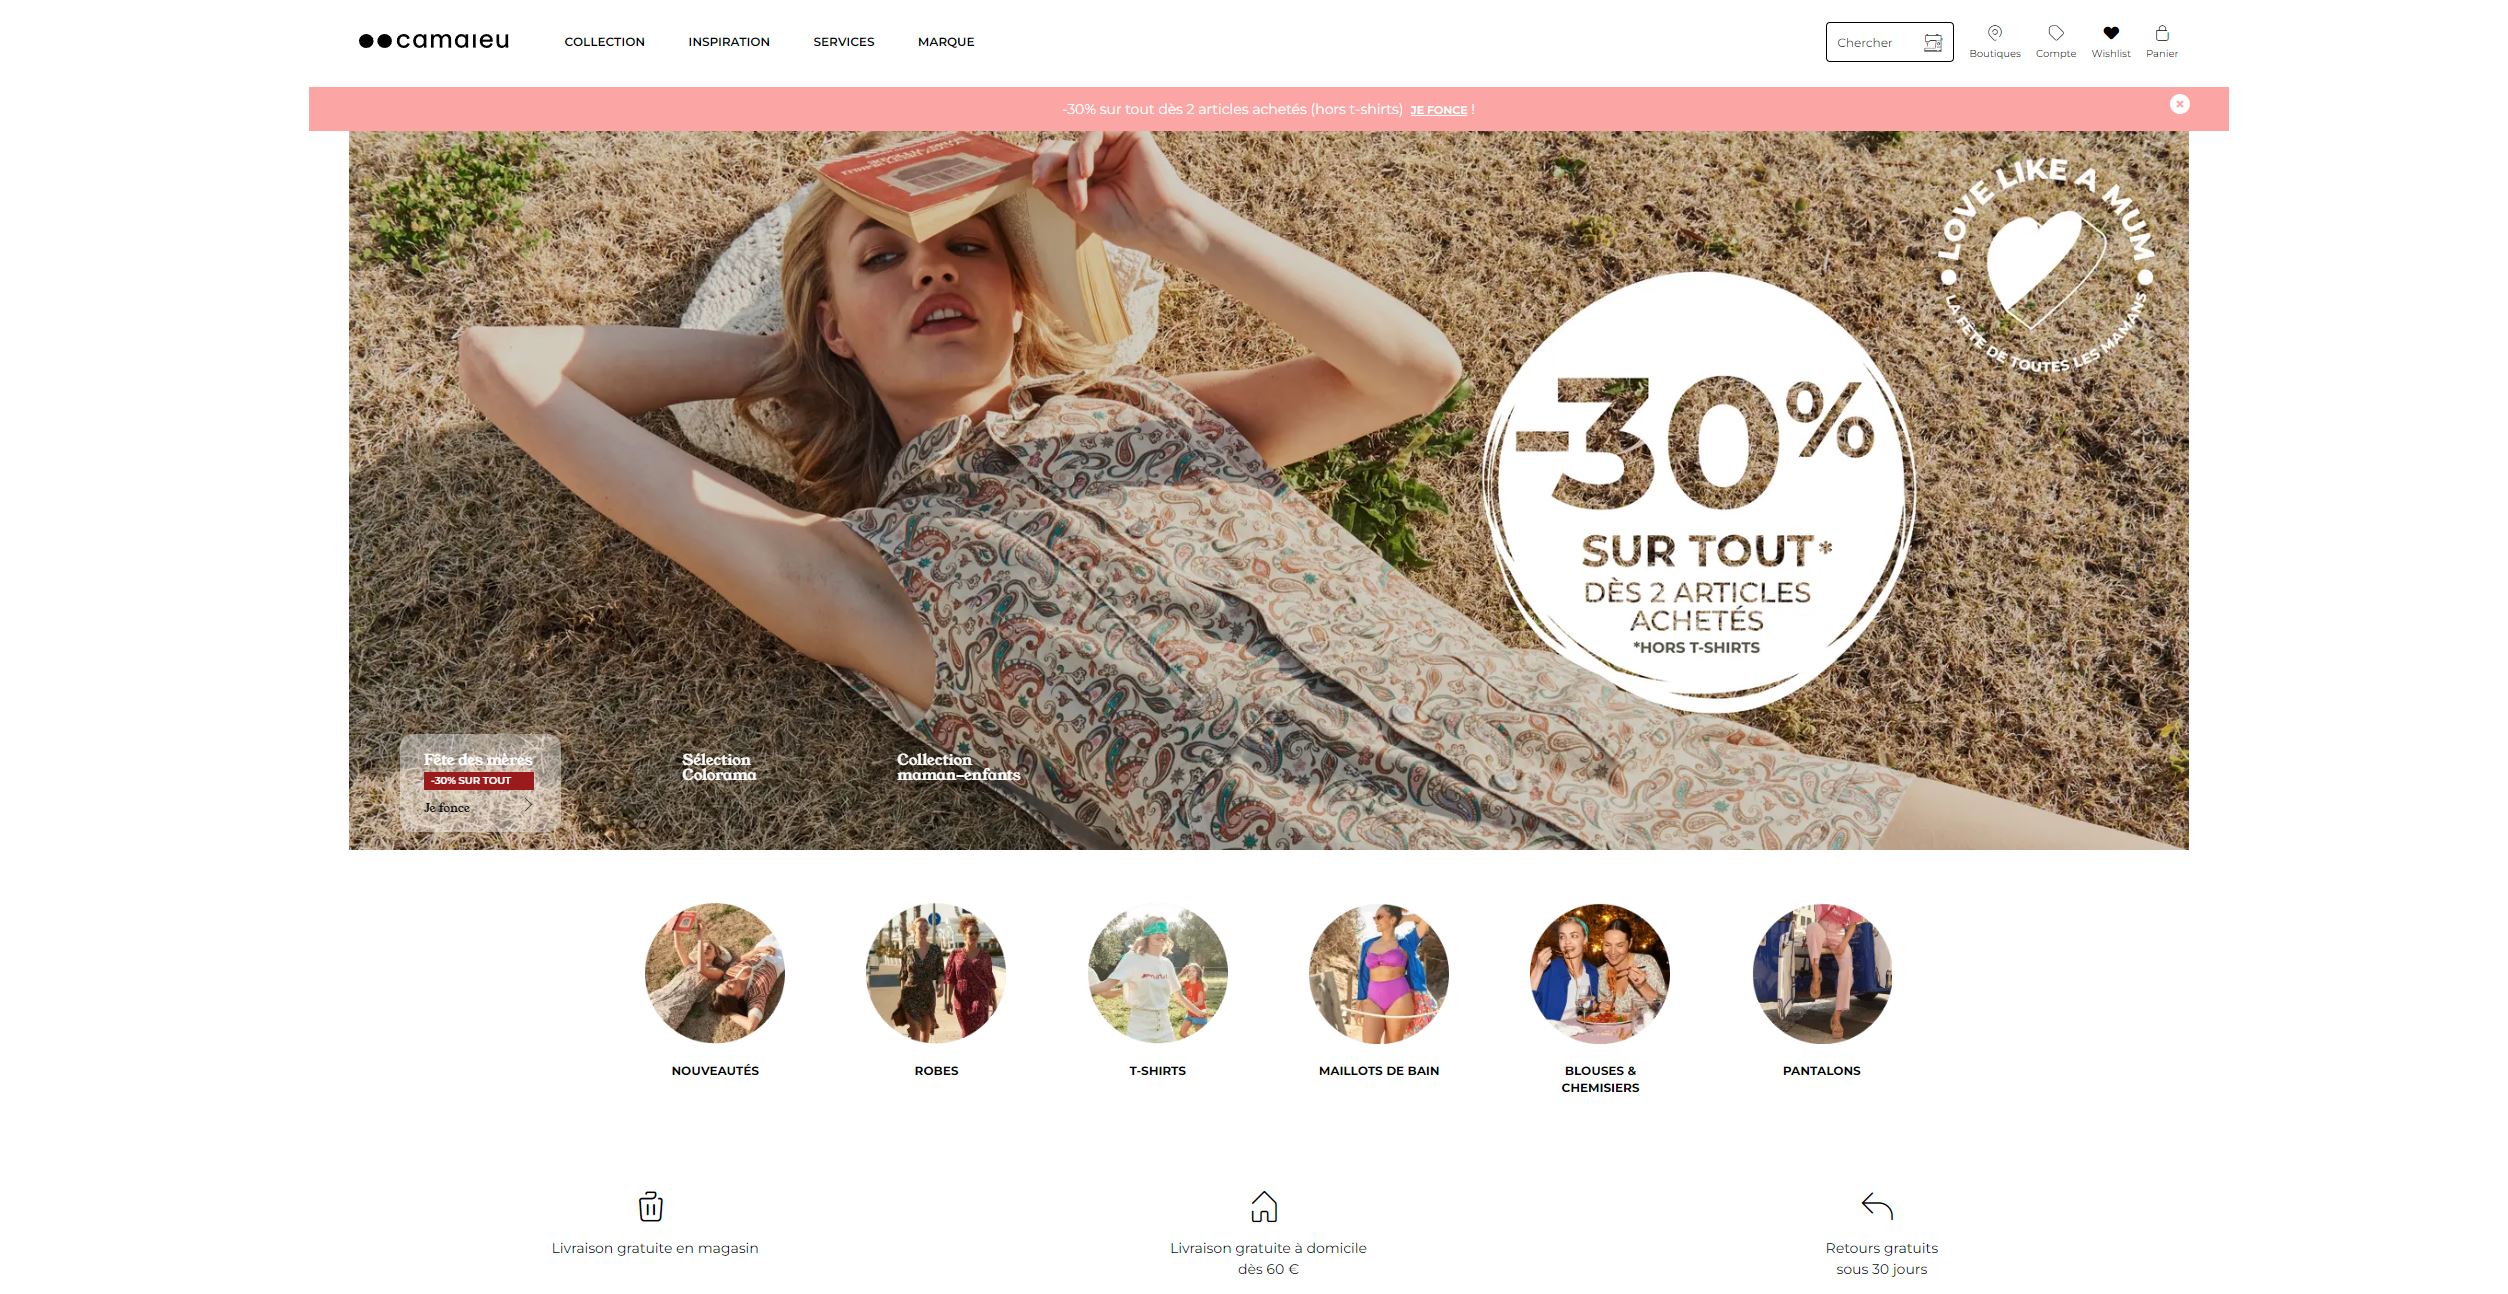 camaieu
COLLECTION
INSPIRATION
SERVICES
MARQUE
Chercher
Boutiques
Compte
Wishlist
Panier
-30% sur tout dès 2 articles achetés (hors t-shirts) JE FONCE !
LOVE LIKE A MUM
LA FÊTE DE TOUTES LES MAMANS
-30%
SUR TOUT*
DÈS 2 ARTICLES
ACHETÉS
*HORS T-SHIRTS
Fête des mères
-30% SUR TOUT
Je fonce
Sélection
Colorama
Collection
maman-enfants
NOUVEAUTÉS
ROBES
T-SHIRTS
MAILLOTS DE BAIN
BLOUSES &
CHEMISIERS
PANTALONS
Livraison gratuite en magasin
Livraison gratuite à domicile
dès 60 €
Retours gratuits
sous 30 jours